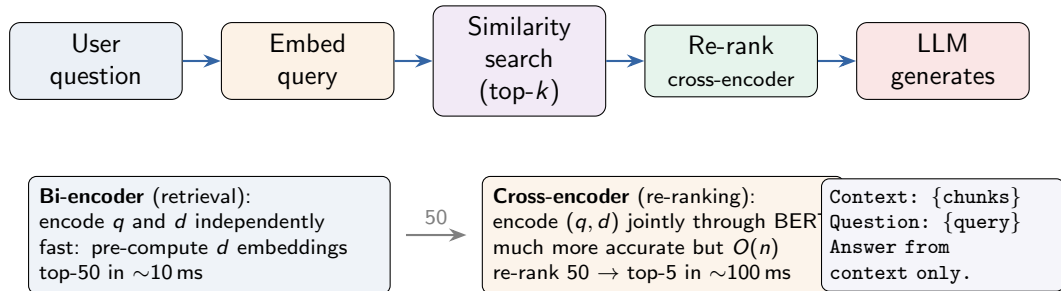 User
question
Embed
query
Similarity
search
(top-k)
Re-rank
cross-encoder
LLM
generates
Bi-encoder (retrieval):
encode q and d independently
fast: pre-compute d embeddings
top-50 in ~10 ms
50
Cross-encoder (re-ranking):
encode (q, d) jointly through BERT
much more accurate but O(n)
re-rank 50 → top-5 in ~100 ms
Context: {chunks}
Question: {query}
Answer from
context only.